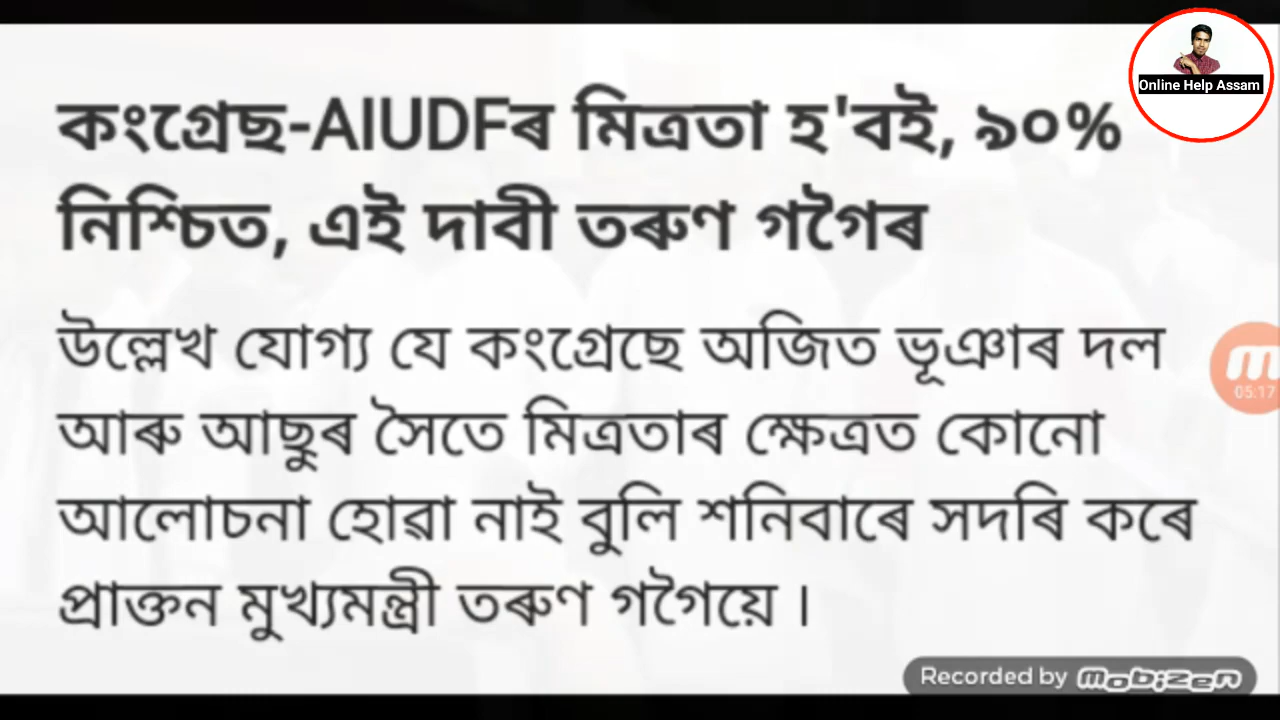 Online Help Assam
কংগ্ৰেছ-AIUDFৰ মিত্ৰতা হ'বই, ৯০%
নিশ্চিত, এই দাবী তৰুণ গগৈৰ
উল্লেখ যোগ্য যে কংগ্ৰেছে অজিত ভূঞাৰ দল
আৰু আছুৰ সৈতে মিত্ৰতাৰ ক্ষেত্ৰত কোনো
আলোচনা হোৱা নাই বুলি শনিবাৰে সদৰি কৰে
প্ৰাক্তন মুখ্যমন্ত্ৰী তৰুণ গগৈয়ে ।
05:17
Recorded by mobizen